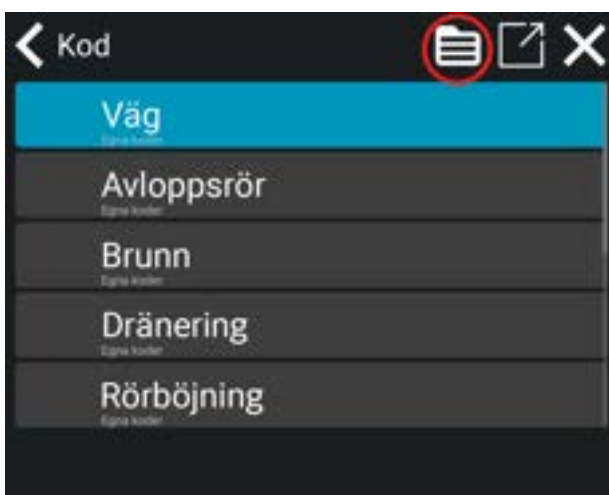 Kod
Väg
Egna koder
Avloppsrör
Egna koder
Brunn
Egna koder
Dränering
Egna koder
Rörböjning
Egna koder